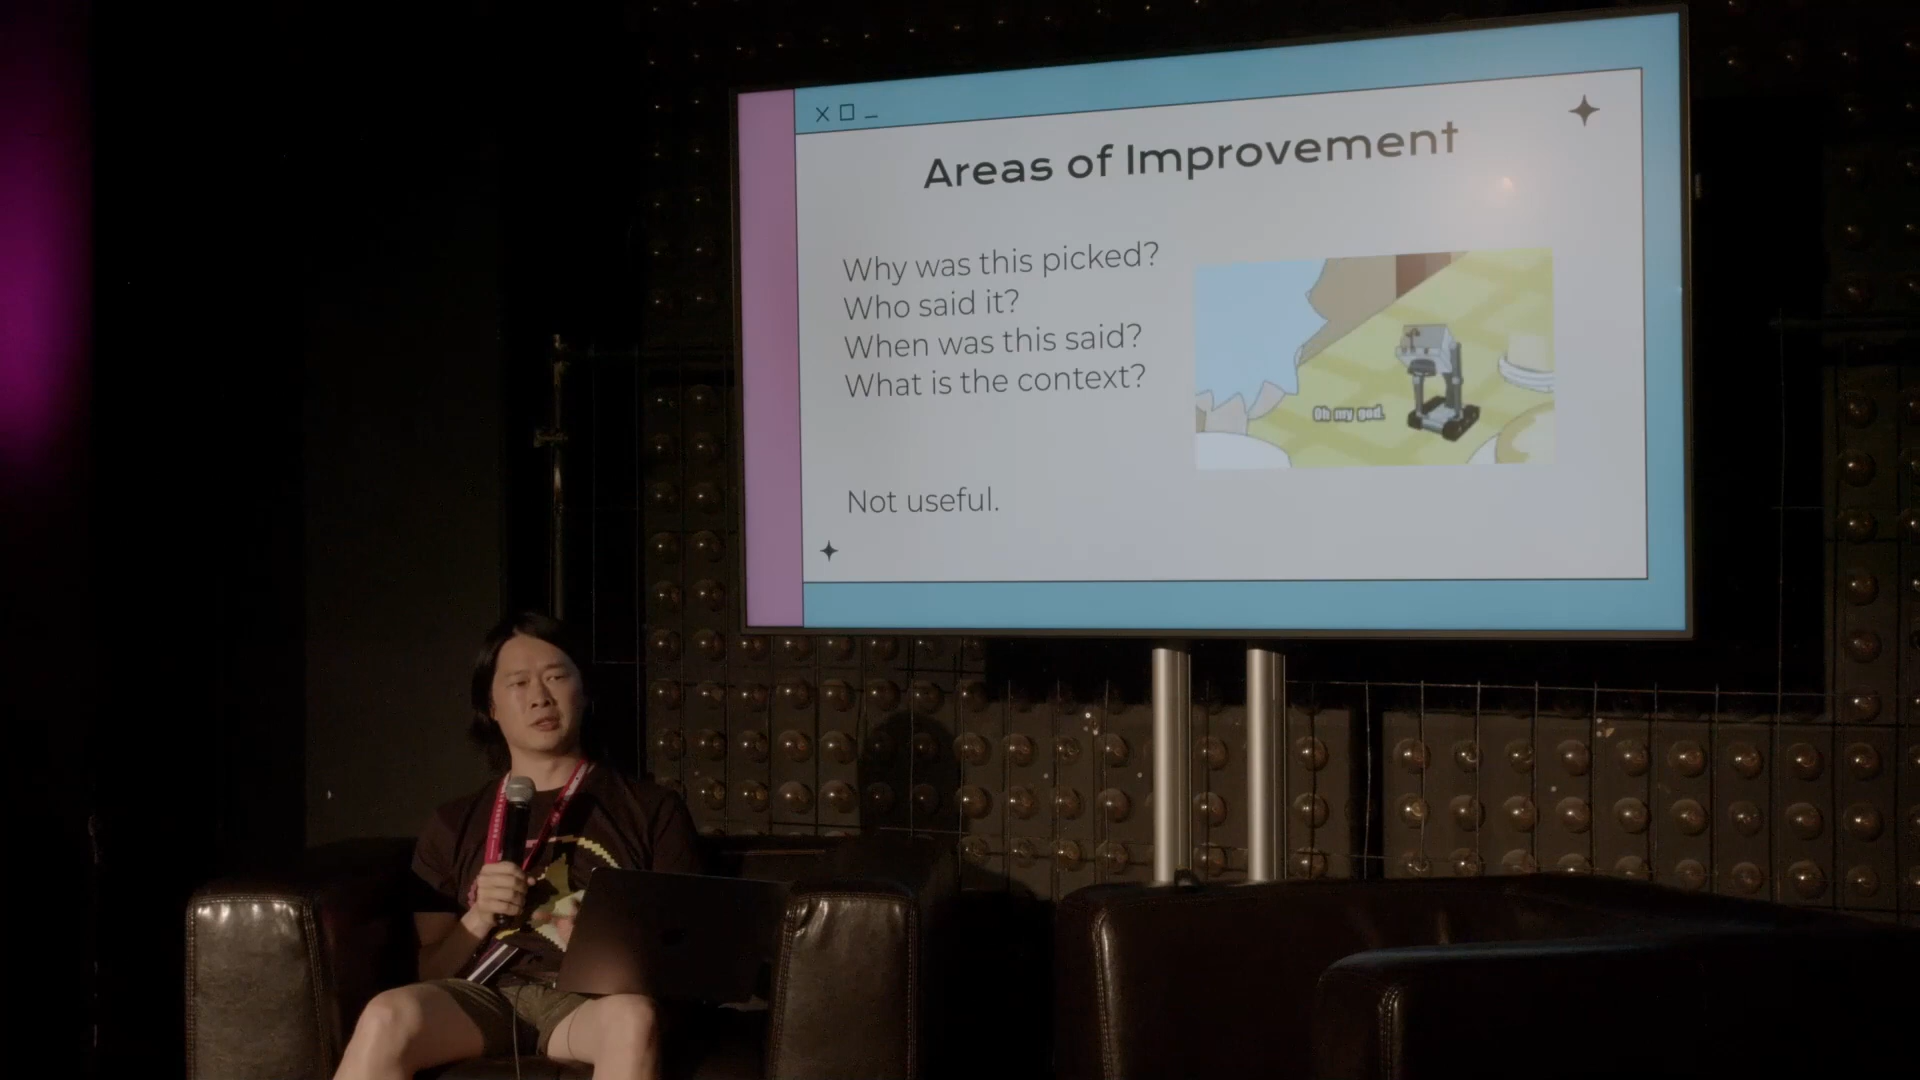 X □ _
Areas of Improvement
Why was this picked?
Who said it?
When was this said?
What is the context?
Oh my god.
Not useful.